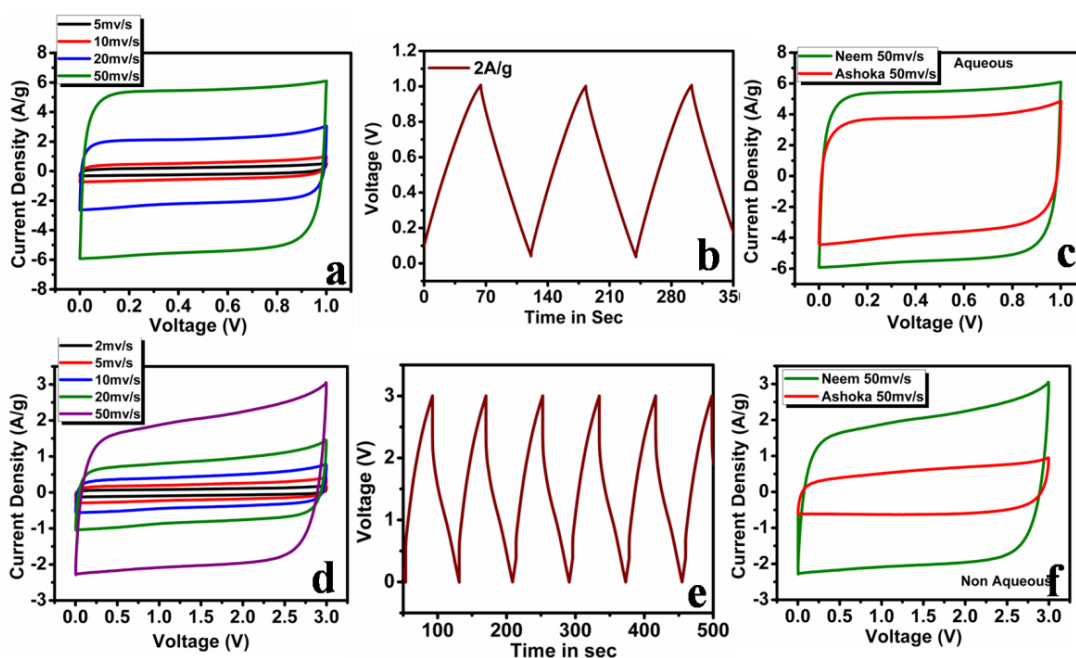 5mv/s
10mv/s
20mv/s
50mv/s
8
6
4
2
0
-2
-4
-6
-8
Current Density (A/g)
0.0 0.2 0.4 0.6 0.8 1.0
Voltage (V)
a
2A/g
1.2
1.0
0.8
0.6
0.4
0.2
0.0
Voltage (V)
0 70 140 210 280 350
Time in Sec
b
Neem 50mv/s
Ashoka 50mv/s
Aqueous
8
6
4
2
0
-2
-4
-6
Current Density (A/g)
0.0 0.2 0.4 0.6 0.8 1.0
Voltage (V)
c
2mv/s
5mv/s
10mv/s
20mv/s
50mv/s
3
2
1
0
-1
-2
-3
Current Density (A/g)
0.0 0.5 1.0 1.5 2.0 2.5 3.0
Voltage (V)
d
4
3
2
1
0
Voltage (V)
100 200 300 400 500
Time in sec
e
Neem 50mv/s
Ashoka 50mv/s
3
2
1
0
-1
-2
-3
Current Density (A/g)
Non Aqueous
0.0 0.5 1.0 1.5 2.0 2.5 3.0
Voltage (V)
f